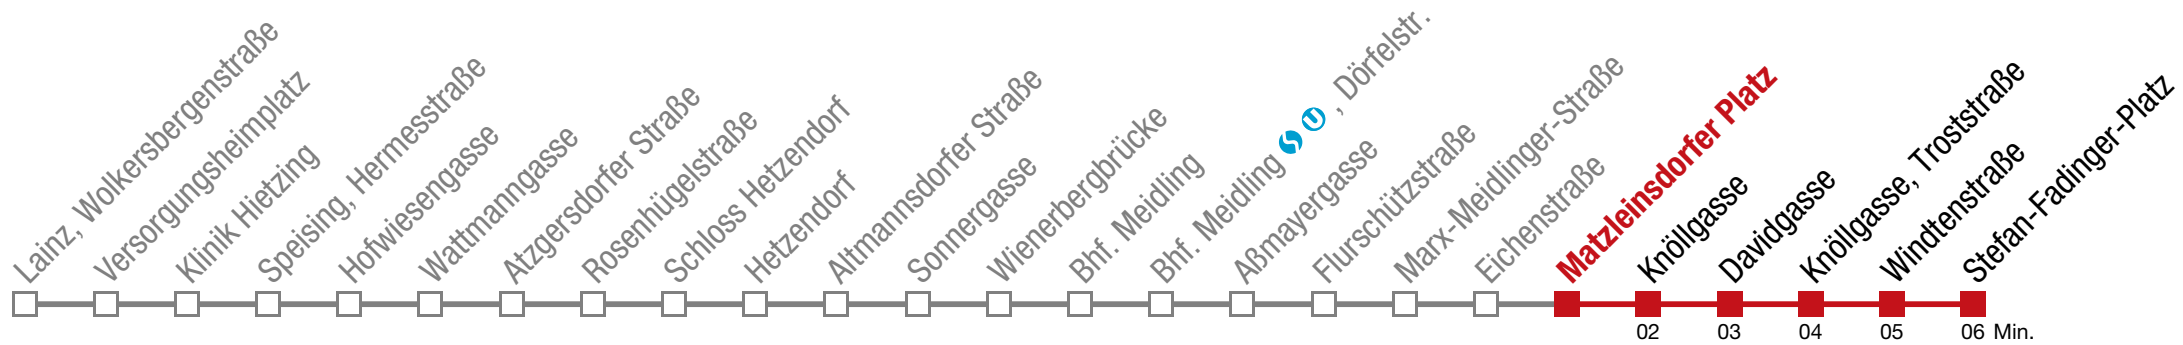 Lainz, Wolkersbergenstraße
Versorgungsheimplatz
Klinik Hietzing
Speising, Hermesstraße
Hofwiesengasse
Wattmanngasse
Atzgersdorfer Straße
Rosenhügelstraße
Schloss Hetzendorf
Hetzendorf
Altmannsdorfer Straße
Sonnergasse
Wienerbergbrücke
Bhf. Meidling
Bhf. Meidling S U , Dörfelstr.
Aßmayergasse
Flurschützstraße
Marx-Meidlinger-Straße
Eichenstraße
Matzleinsdorfer Platz
Knöllgasse
Davidgasse
Knöllgasse, Troststraße
Windtenstraße
Stefan-Fadinger-Platz
02 03 04 05 06 Min.